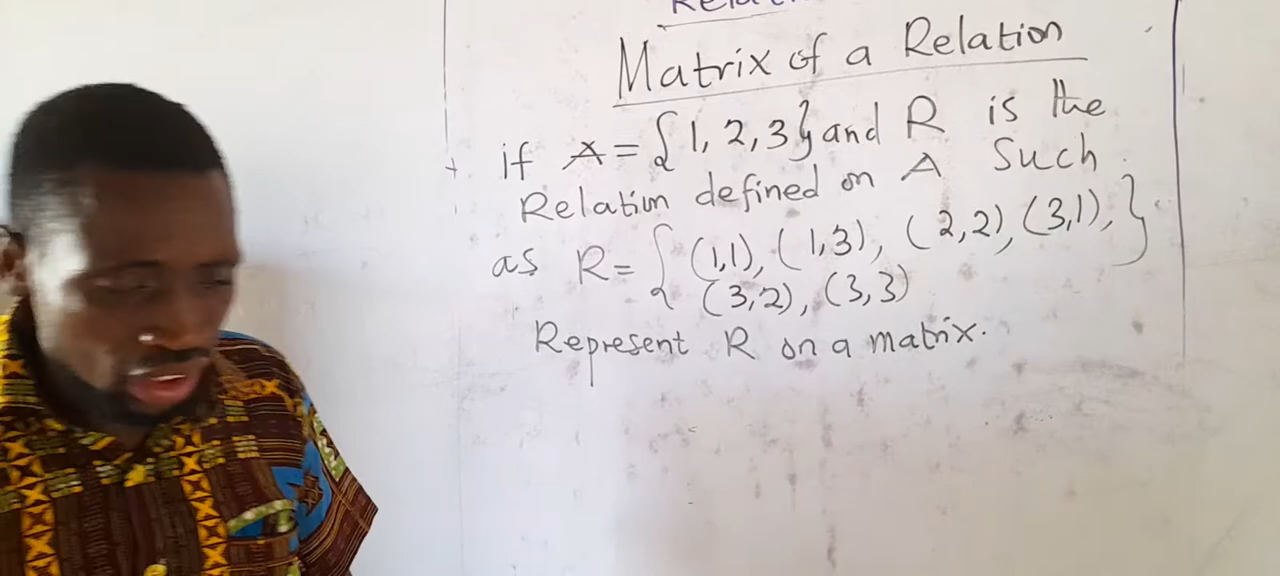 Matrix of a Relation
if A = {1, 2, 3} and R is the
Relation defined on A Such
as R = { (1,1), (1,3), (2,2), (3,1), }
(3,2), (3,3)
Represent R on a matrix.